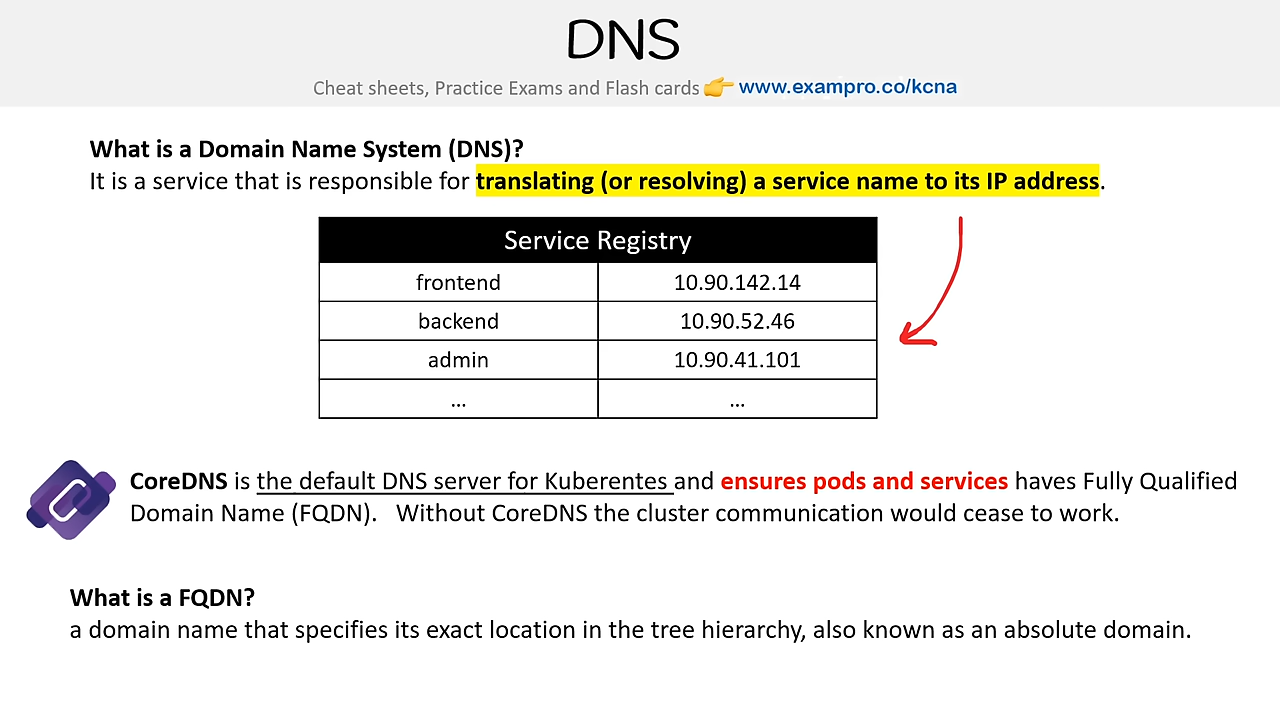 DNS
Cheat sheets, Practice Exams and Flash cards 👉 www.exampro.co/kcna
What is a Domain Name System (DNS)?
It is a service that is responsible for translating (or resolving) a service name to its IP address.
Service Registry
frontend 10.90.142.14
backend 10.90.52.46
admin 10.90.41.101
... ...
CoreDNS is the default DNS server for Kuberentes and ensures pods and services haves Fully Qualified
Domain Name (FQDN). Without CoreDNS the cluster communication would cease to work.
What is a FQDN?
a domain name that specifies its exact location in the tree hierarchy, also known as an absolute domain.